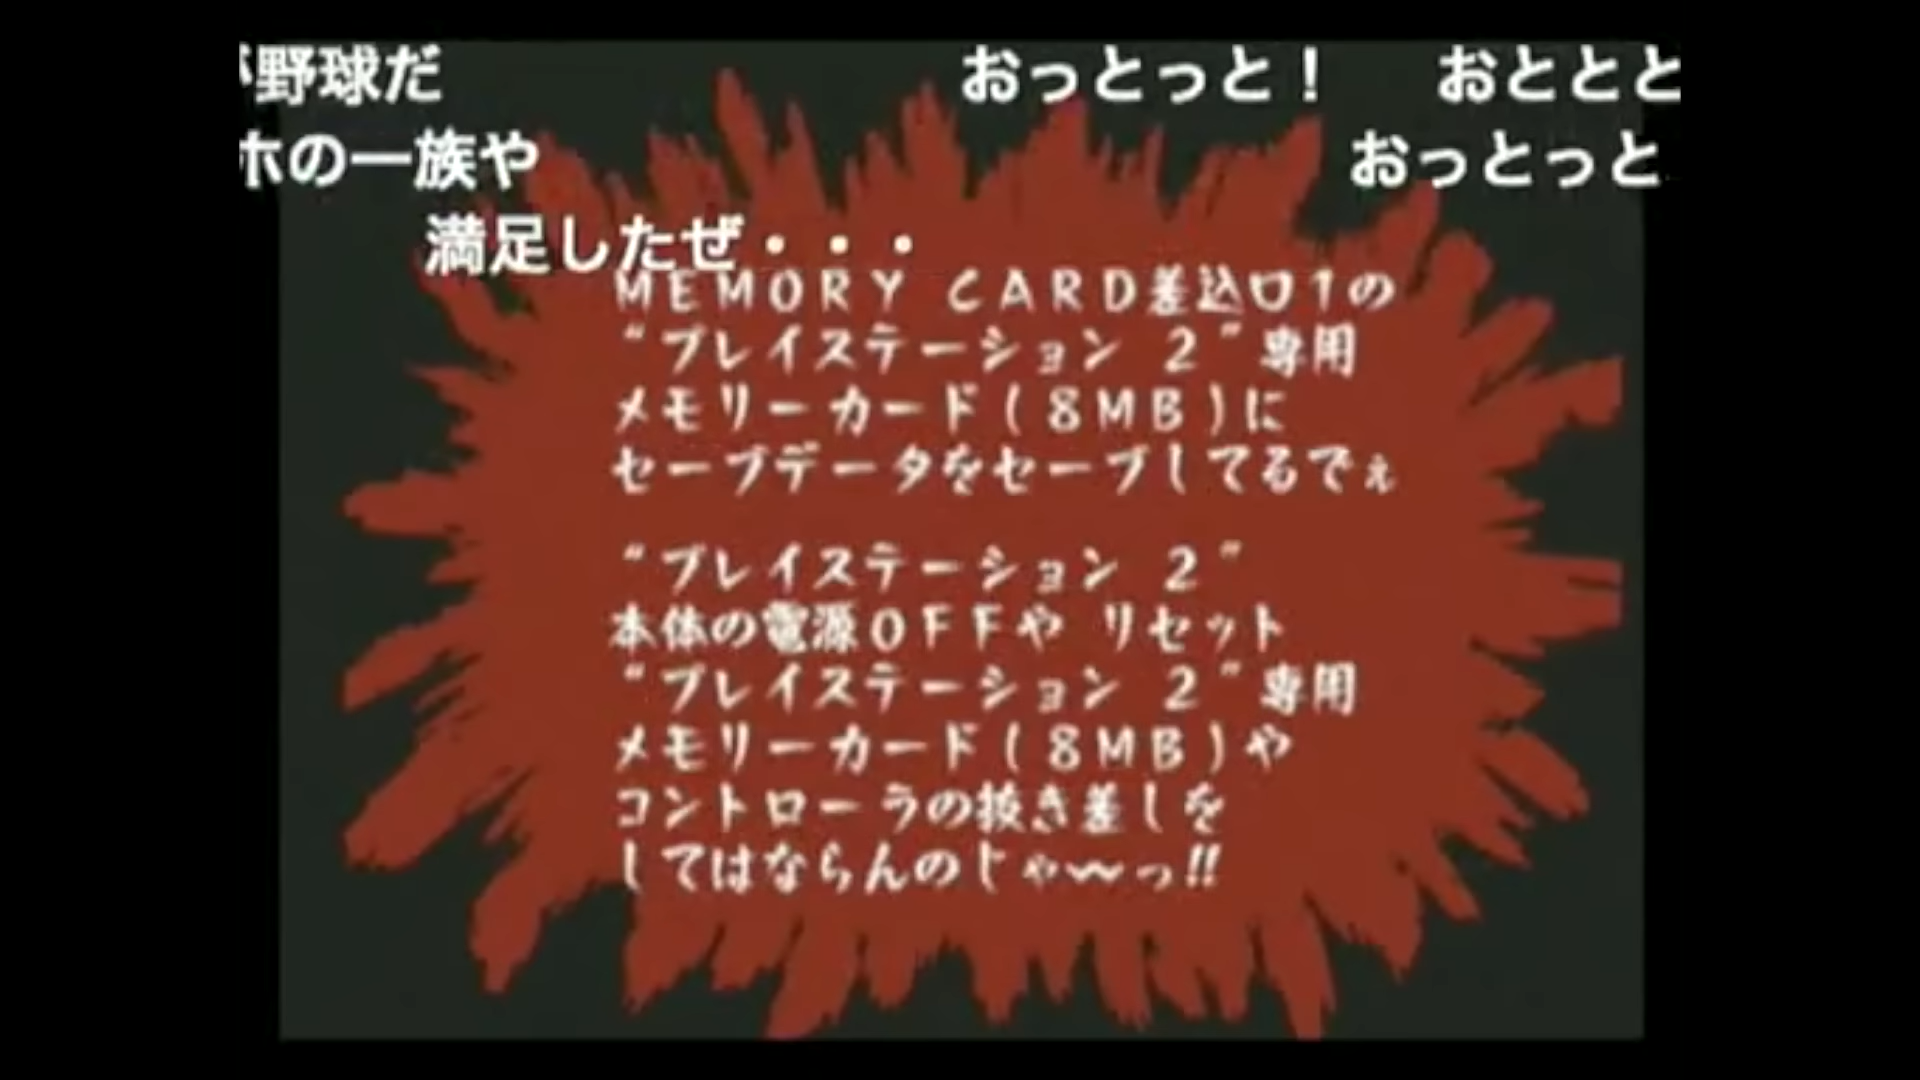 野球だ
おっとっと！
おととと
ホの一族や
おっとっと
満足したぜ・・・
MEMORY CARD差込口1の
“プレイステーション 2”専用
メモリーカード(8MB)に
セーブデータをセーブしてるでぇ
“プレイステーション 2”
本体の電源OFFや リセット
“プレイステーション 2”専用
メモリーカード(8MB)や
コントローラの抜き差しを
してはならんのじゃ〜っ!!